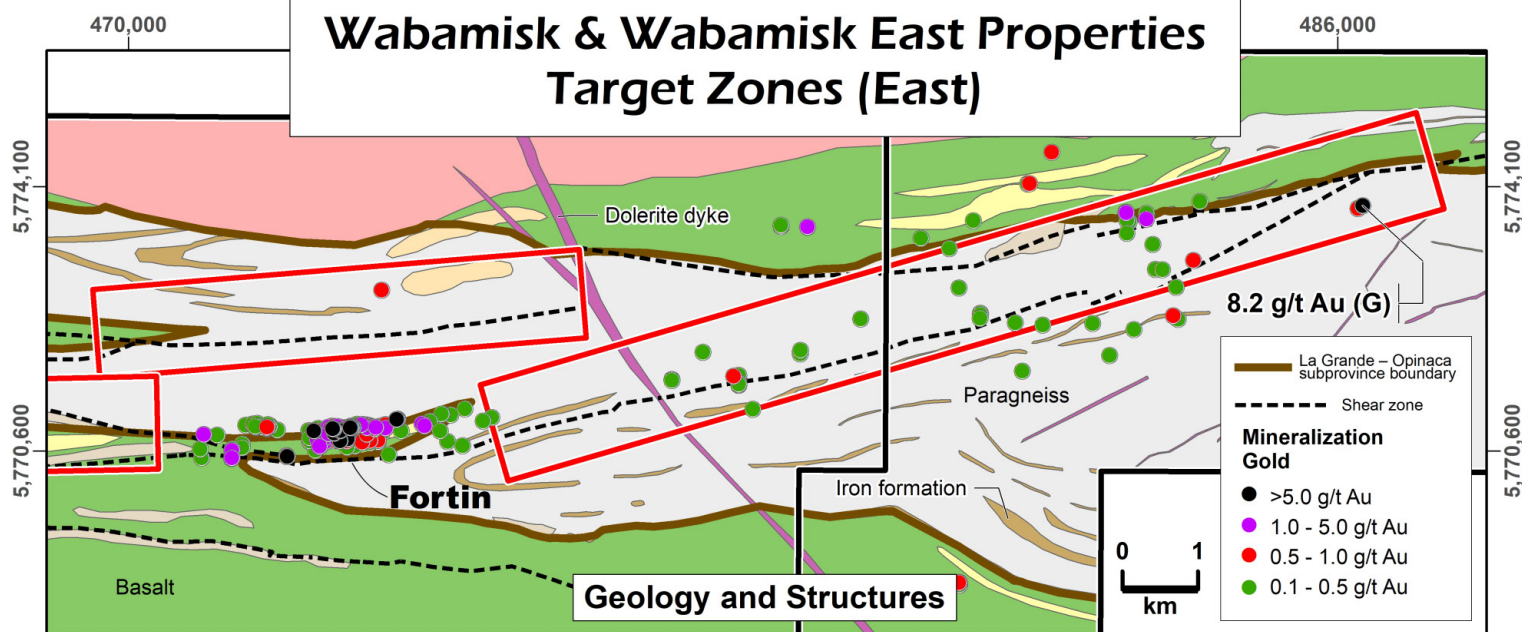 470,000
486,000
Wabamisk & Wabamisk East Properties
Target Zones (East)
5,774,100
5,774,100
Dolerite dyke
8.2 g/t Au (G)
Paragneiss
5,770,600
5,770,600
Iron formation
Fortin
Basalt
Geology and Structures
0 1
km
La Grande – Opinaca
subprovince boundary
Shear zone
Mineralization
Gold
>5.0 g/t Au
1.0 - 5.0 g/t Au
0.5 - 1.0 g/t Au
0.1 - 0.5 g/t Au